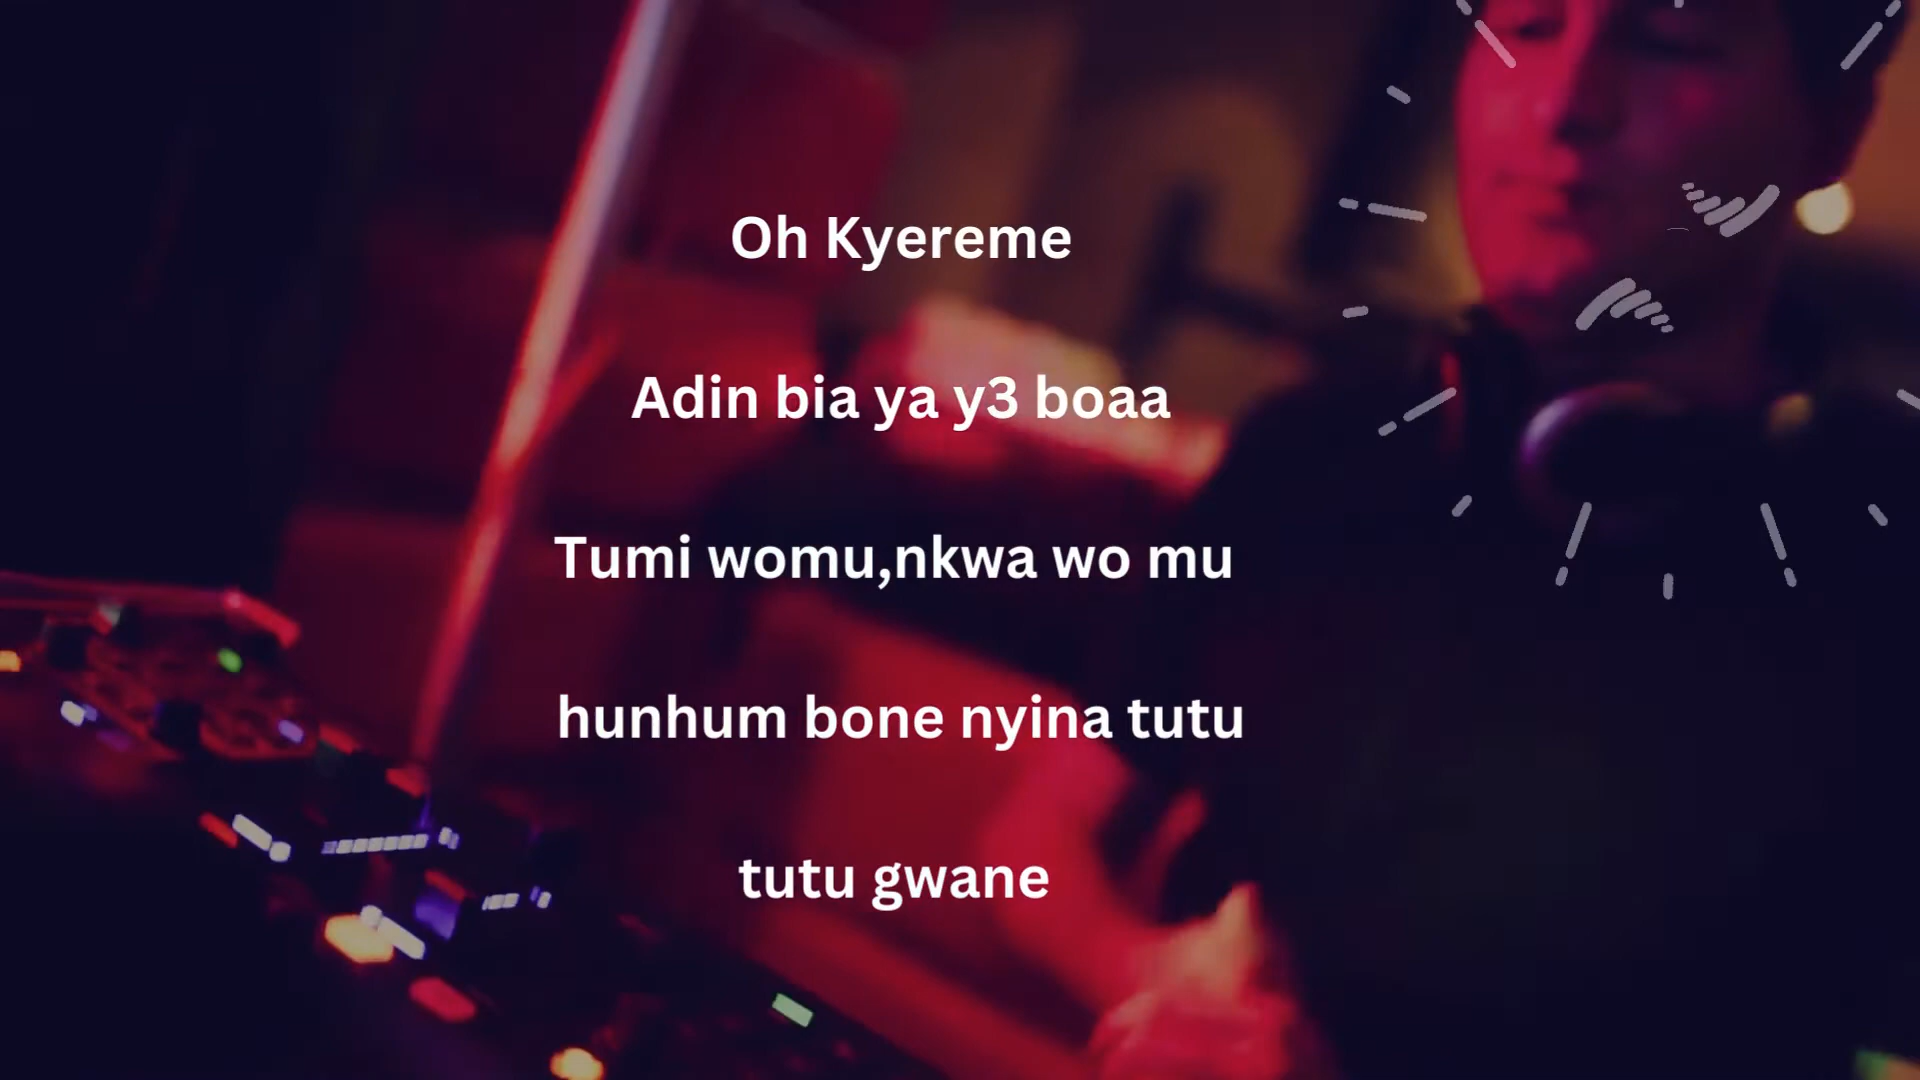 Oh Kyereme
Adin bia ya y3 boaa
Tumi womu,nkwa wo mu
hunhum bone nyina tutu
tutu gwane